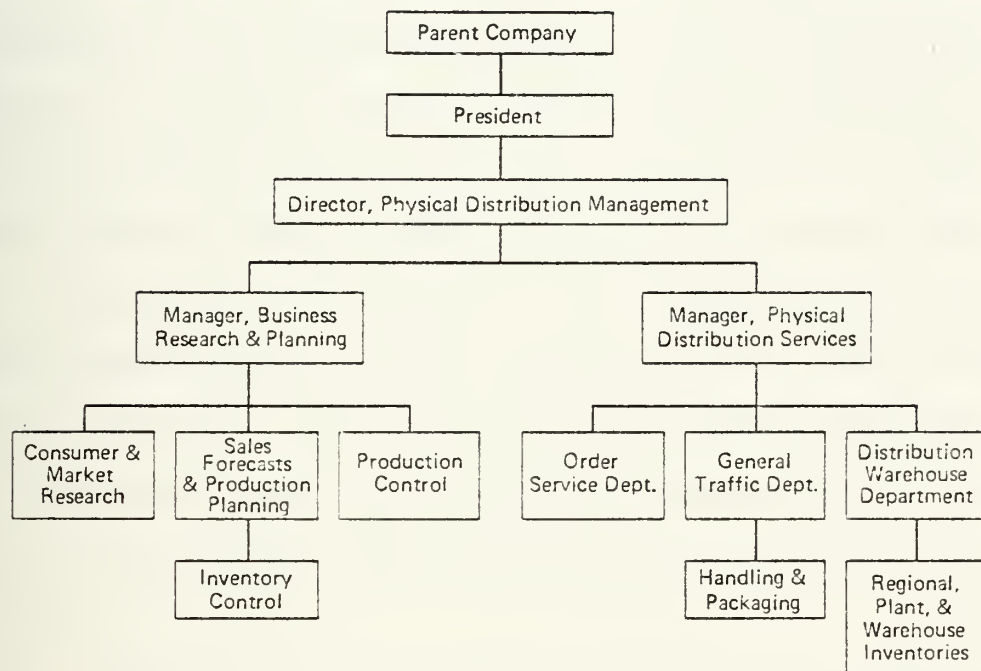 Parent Company
President
Director, Physical Distribution Management
Manager, Business
Research & Planning
Manager, Physical
Distribution Services
Consumer &
Market
Research
Sales
Forecasts
& Production
Planning
Production
Control
Order
Service Dept.
General
Traffic Dept.
Distribution
Warehouse
Department
Inventory
Control
Handling &
Packaging
Regional,
Plant, &
Warehouse
Inventories